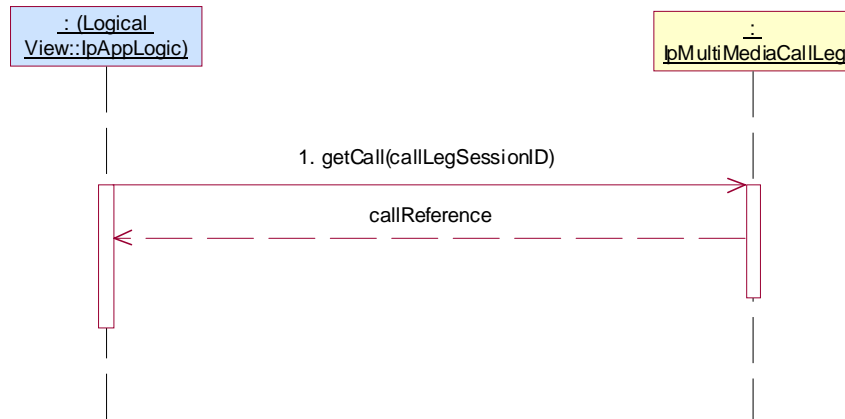 : (Logical
View::IpAppLogic)
:
IpMultiMediaCallLeg
1. getCall(callLegSessionID)
callReference